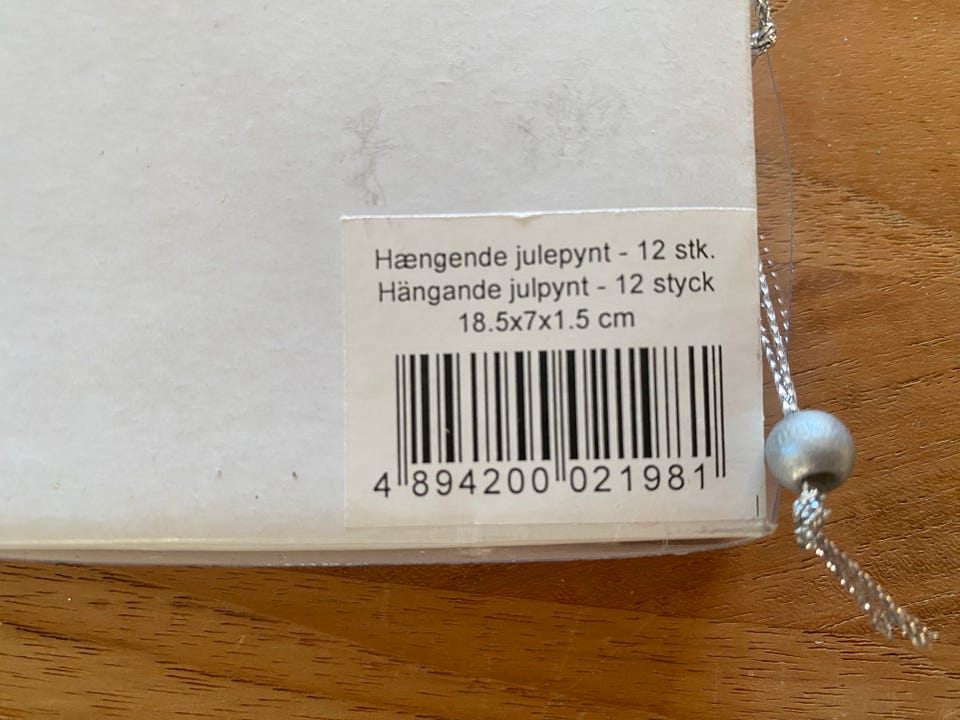 Hængende julepynt - 12 stk.
Hängande julpynt - 12 styck
18.5x7x1.5 cm
4 894200 021981